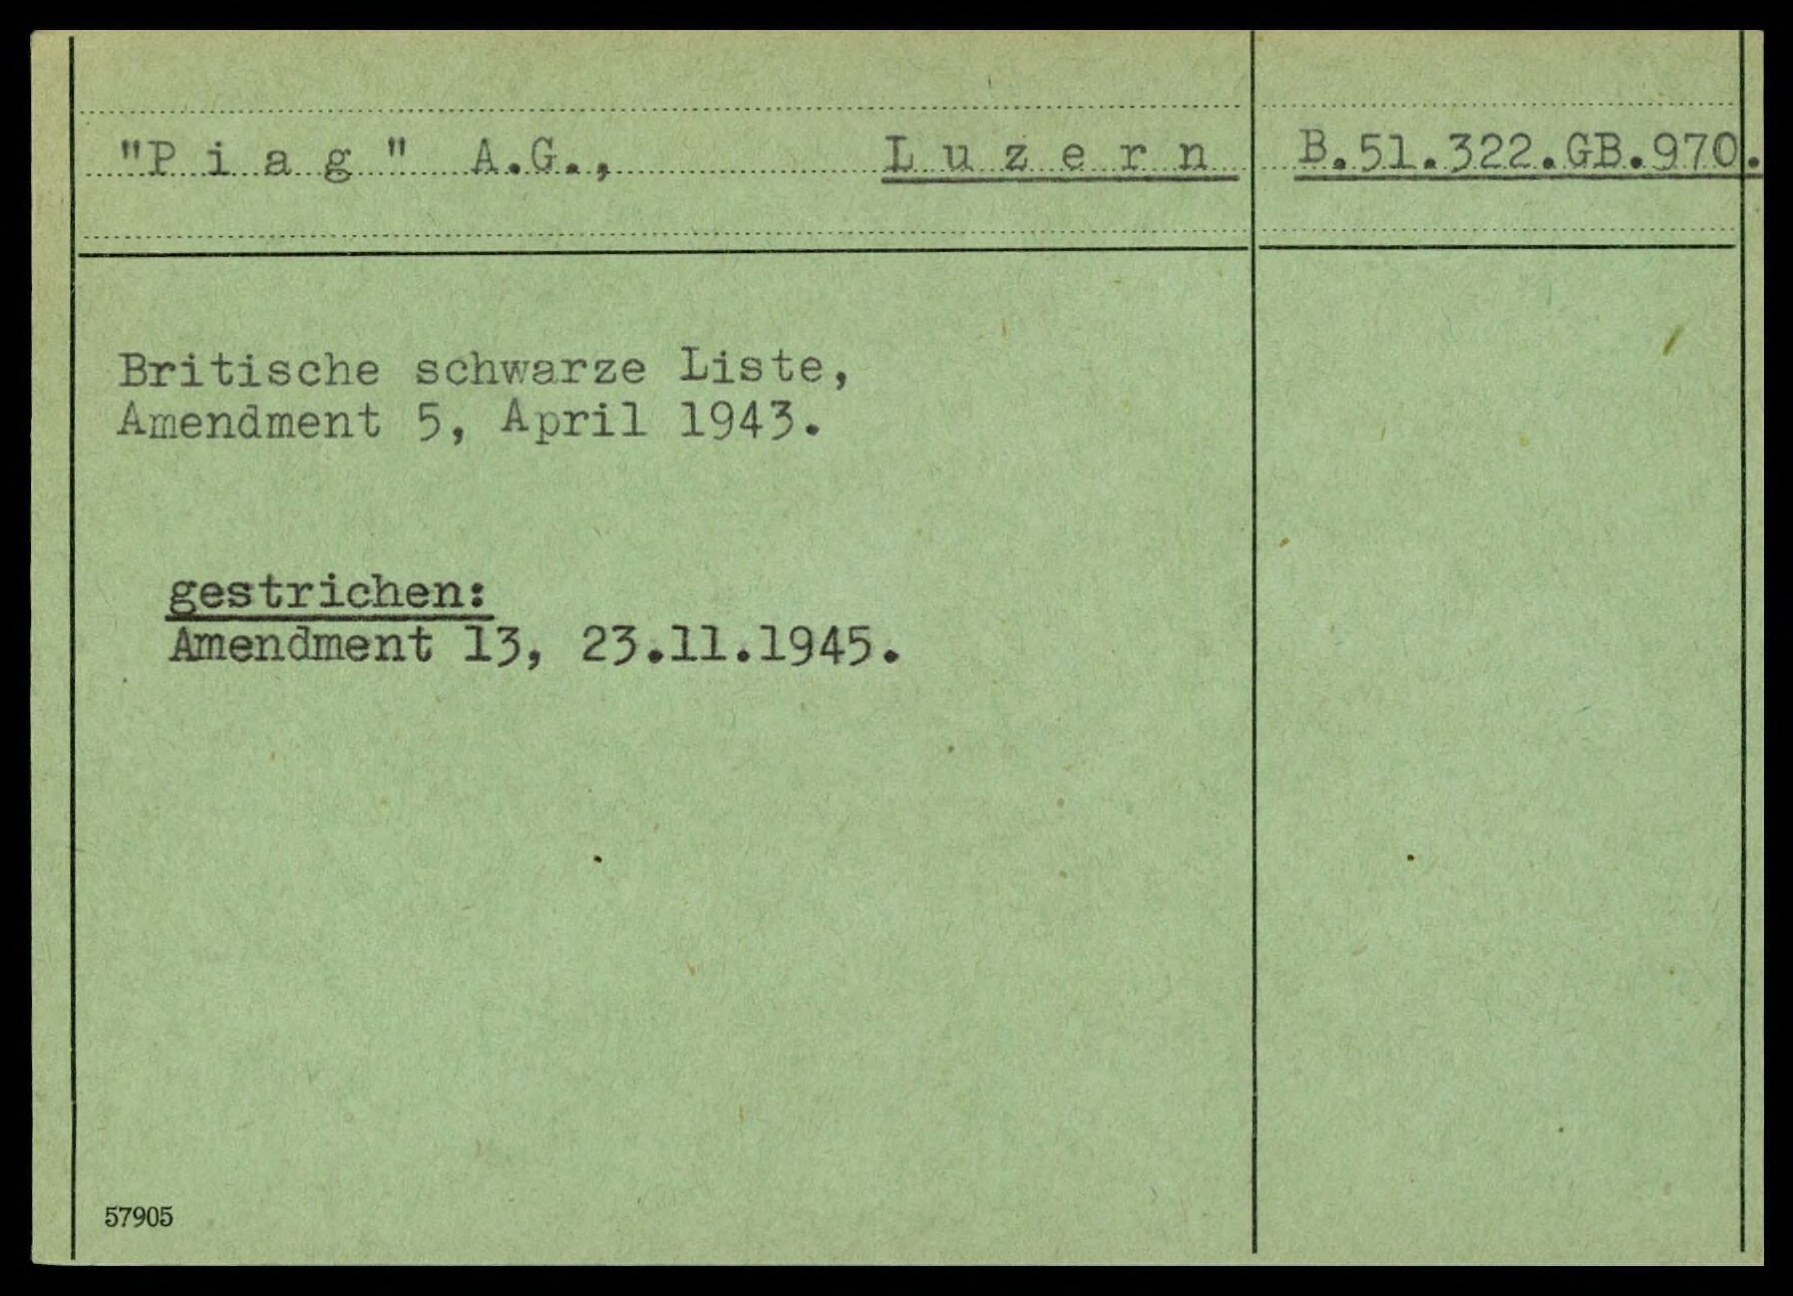 "P i a g" A.G., L u z e r n B.51.322.GB.970.
Britische schwarze Liste,
Amendment 5, April 1943.
gestrichen:
Amendment 13, 23.11.1945.
57905